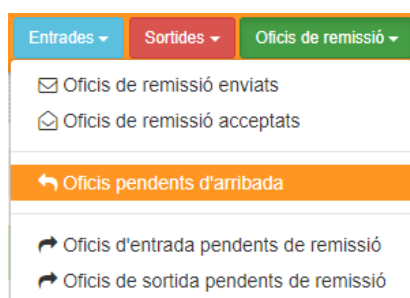 Entrades Sortides Oficis de remissió
Oficis de remissió enviats
Oficis de remissió acceptats
Oficis pendents d'arribada
Oficis d'entrada pendents de remissió
Oficis de sortida pendents de remissió